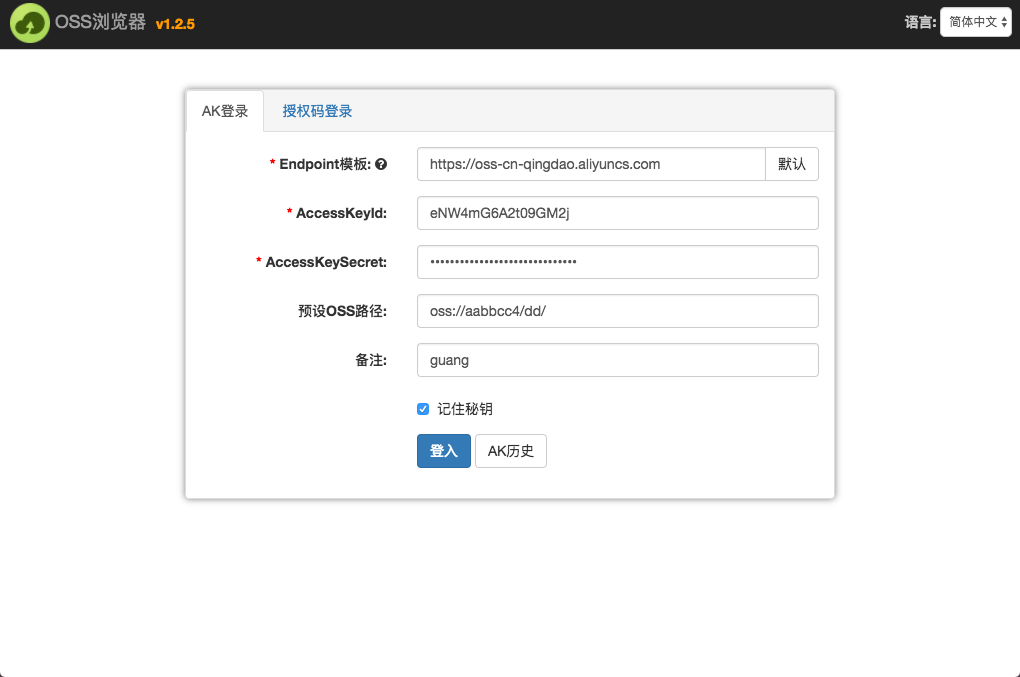 OSS浏览器 v1.2.5 语言: 简体中文
AK登录 授权码登录
* Endpoint模板: https://oss-cn-qingdao.aliyuncs.com 默认
* AccessKeyId: eNW4mG6A2t09GM2j
* AccessKeySecret: ••••••••••••••••••••••••••••••
预设OSS路径: oss://aabbcc4/dd/
备注: guang
记住秘钥
登入 AK历史